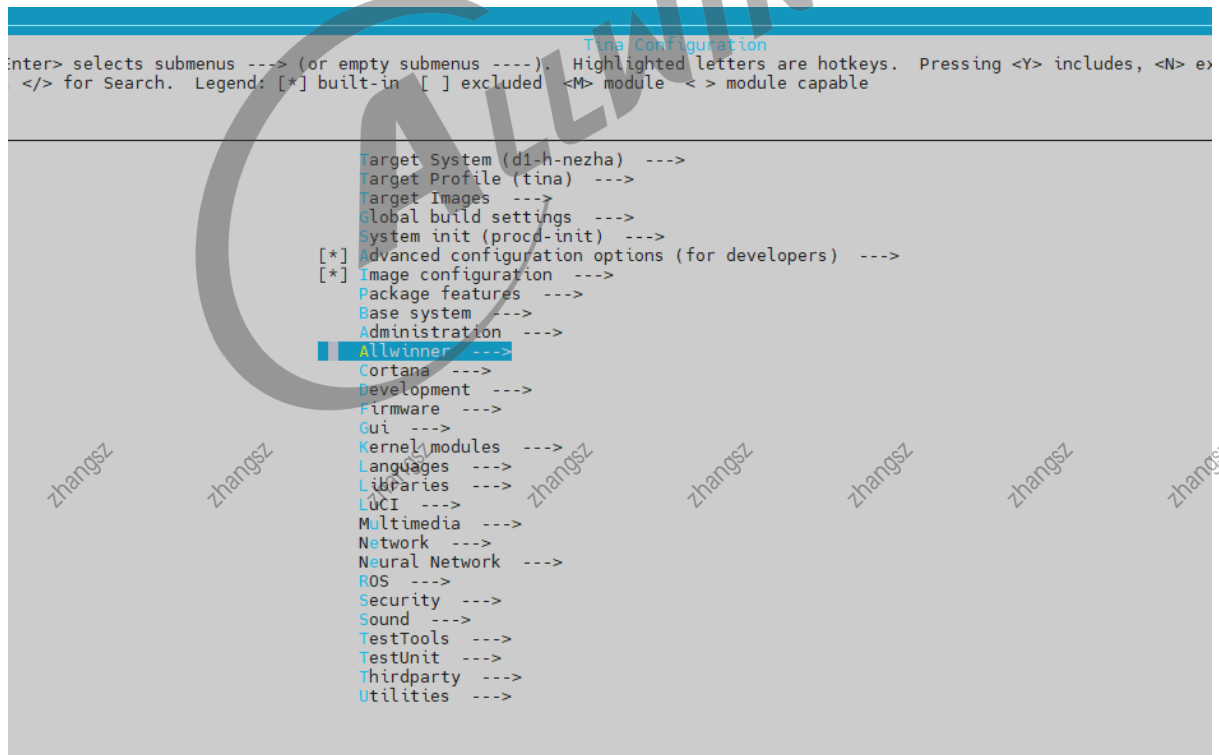 Tina Configuration
Enter> selects submenus ---> (or empty submenus ----).  Highlighted letters are hotkeys.  Pressing <Y> includes, <N> ex
</> for Search.  Legend: [*] built-in  [ ] excluded  <M> module  < > module capable
Target System (d1-h-nezha)  --->
Target Profile (tina)  --->
Target Images  --->
Global build settings  --->
System init (procd-init)  --->
[*] Advanced configuration options (for developers)  --->
[*] Image configuration  --->
Package features  --->
Base system  --->
Administration  --->
Allwinner  --->
Cortana  --->
Development  --->
Firmware  --->
Gui  --->
Kernel modules  --->
Languages  --->
Libraries  --->
LuCI  --->
Multimedia  --->
Network  --->
Neural Network  --->
ROS  --->
Security  --->
Sound  --->
TestTools  --->
TestUnit  --->
Thirdparty  --->
Utilities  --->
ALLWIN
zhangsz
zhangsz
zhangsz
zhangsz
zhangsz
zhangsz
zhangsz
zhangs